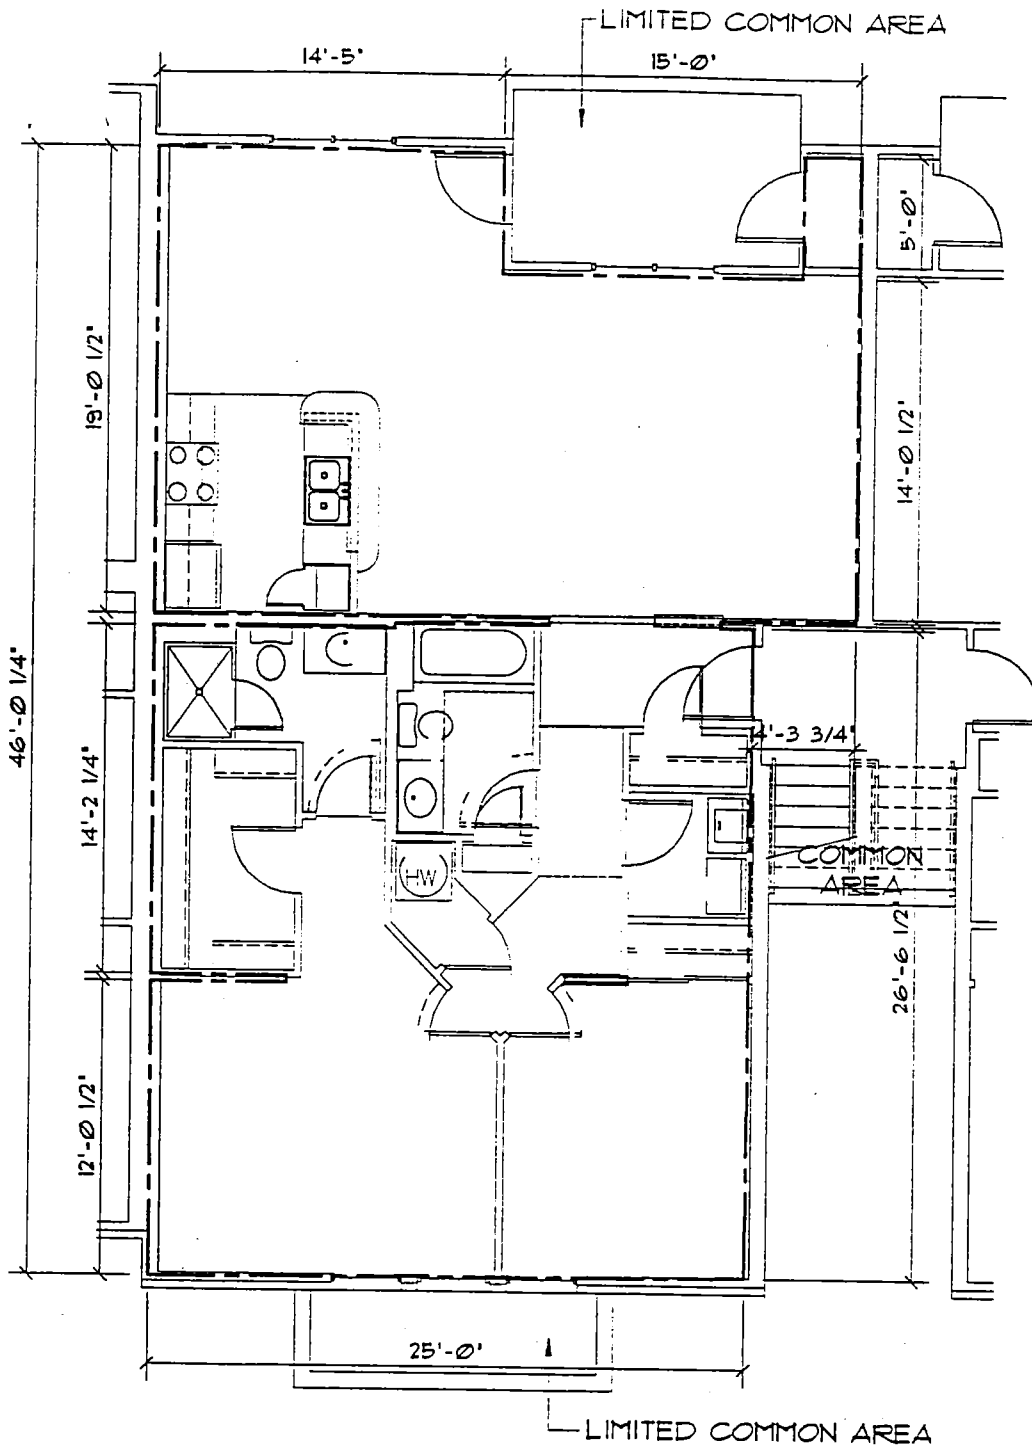 LIMITED COMMON AREA
14'-5"
15'-0"
5'-0"
19'-0 1/2"
14'-0 1/2"
46'-0 1/4"
4'-3 3/4"
14'-2 1/4"
HW
COMMON
AREA
26'-6 1/2"
12'-0 1/2"
25'-0"
LIMITED COMMON AREA